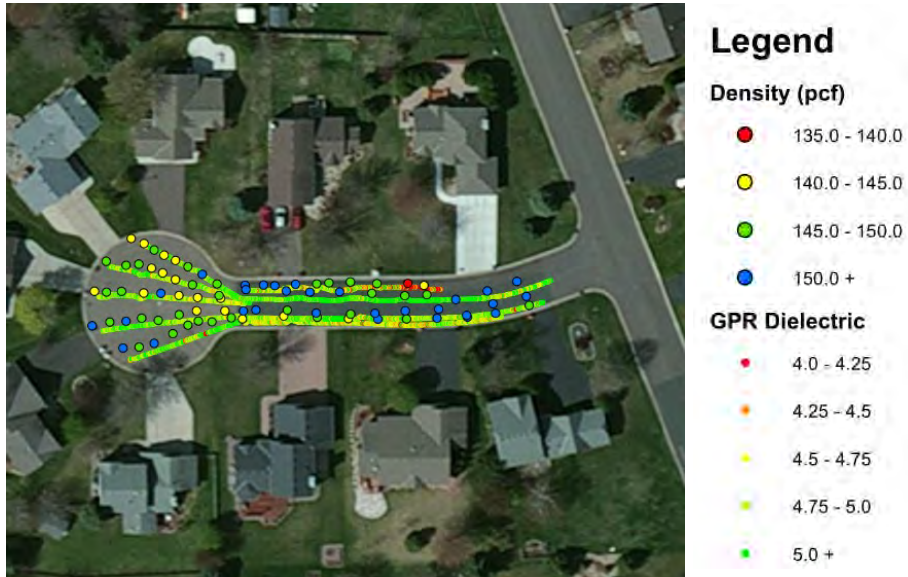 Legend
Density (pcf)
135.0 - 140.0
140.0 - 145.0
145.0 - 150.0
150.0 +
GPR Dielectric
4.0 - 4.25
4.25 - 4.5
4.5 - 4.75
4.75 - 5.0
5.0 +